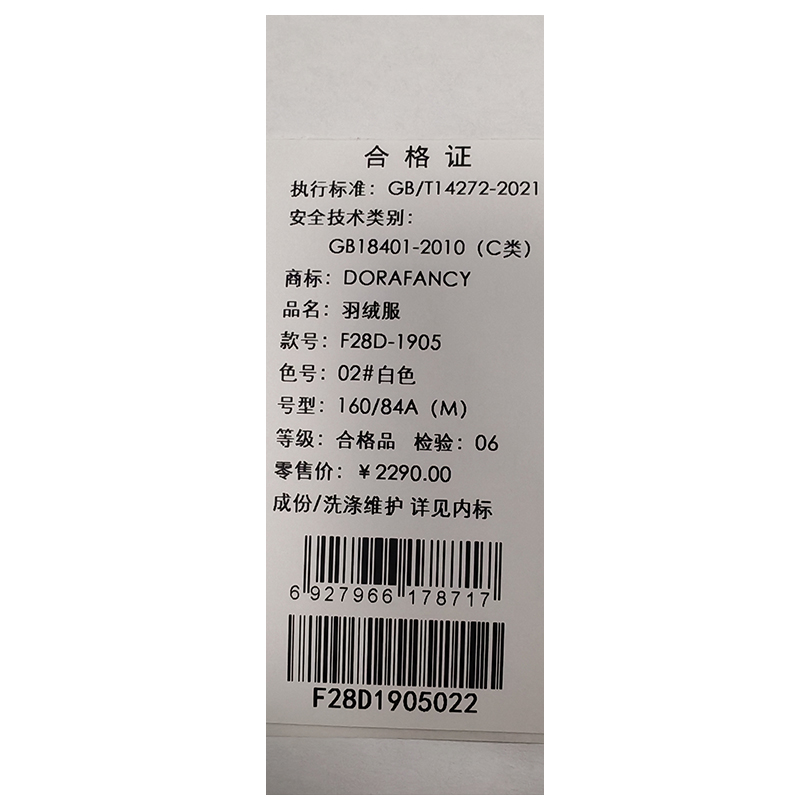 合格证
执行标准：GB/T14272-2021
安全技术类别：
GB18401-2010（C类）
商标：DORAFANCY
品名：羽绒服
款号：F28D-1905
色号：02#白色
号型：160/84A（M）
等级：合格品 检验：06
零售价：¥2290.00
成份/洗涤维护 详见内标
6 927966 178717
F28D1905022